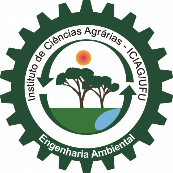 Instituto de Ciências Agrárias - ICIAG/UFU
Engenharia Ambiental